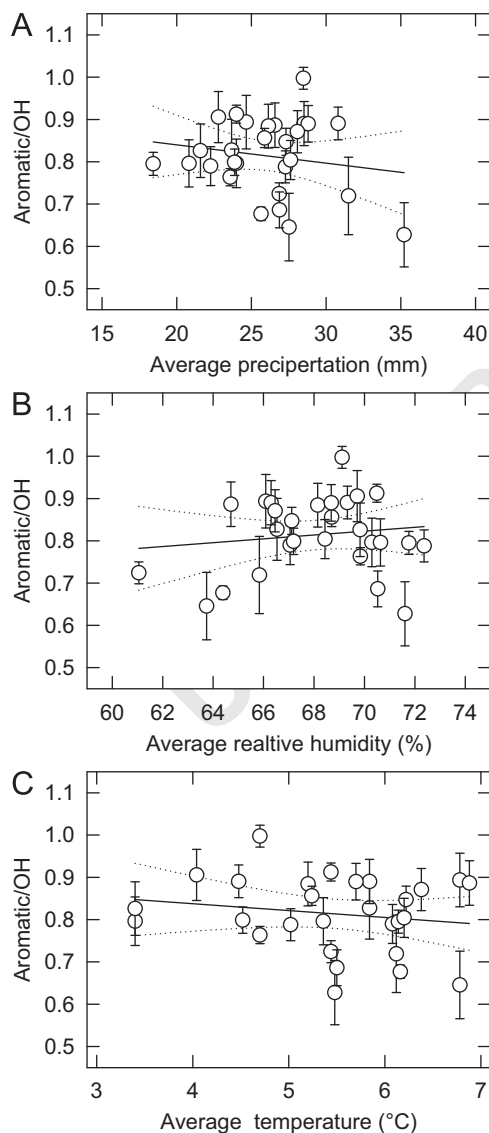 A
1.1
1.0
0.9
0.8
0.7
0.6
0.5
Aromatic/OH
15 20 25 30 35 40
Average precipertation (mm)
B
1.1
1.0
0.9
0.8
0.7
0.6
0.5
Aromatic/OH
60 62 64 66 68 70 72 74
Average realtive humidity (%)
C
1.1
1.0
0.9
0.8
0.7
0.6
0.5
Aromatic/OH
3 4 5 6 7
Average temperature (°C)